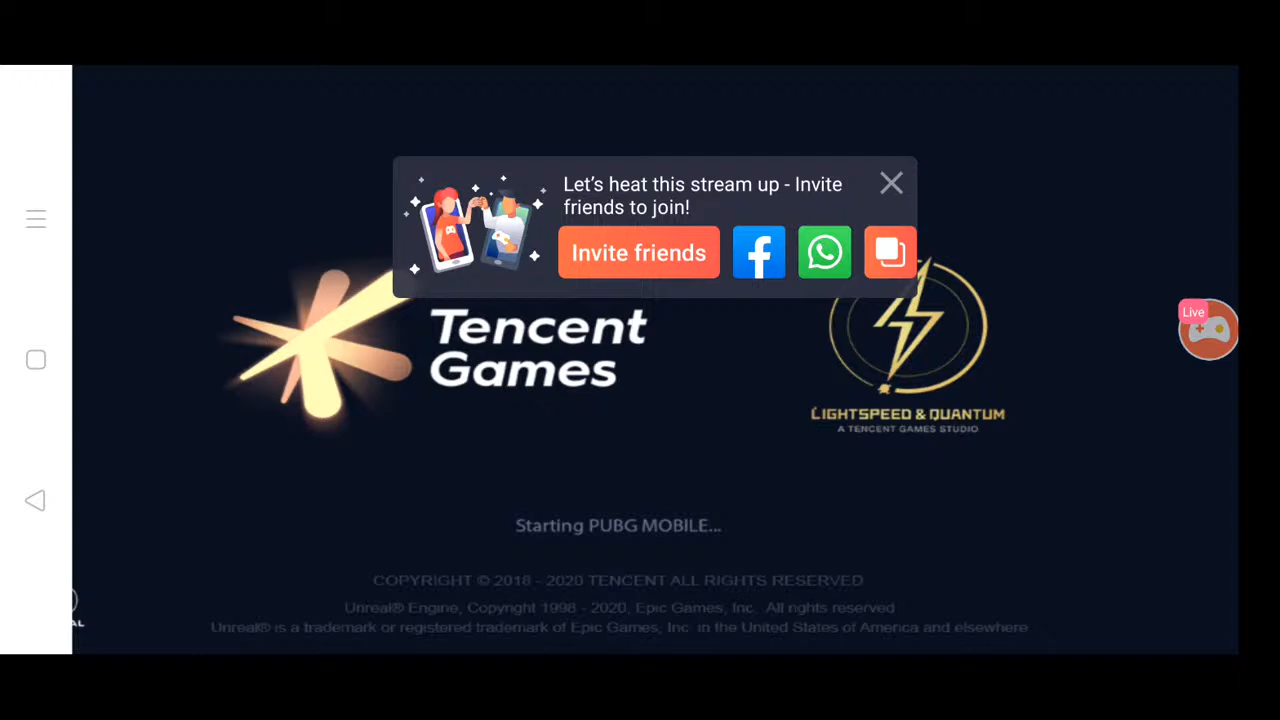 Let's heat this stream up - Invite
friends to join!
Invite friends
Live
Tencent
Games
LIGHTSPEED & QUANTUM
A TENCENT GAMES STUDIO
Starting PUBG MOBILE...
COPYRIGHT © 2018 - 2020 TENCENT ALL RIGHTS RESERVED
Unreal® Engine, Copyright 1998 - 2020, Epic Games, Inc. All rights reserved
Unreal® is a trademark or registered trademark of Epic Games, Inc. in the United States of America and elsewhere
AL